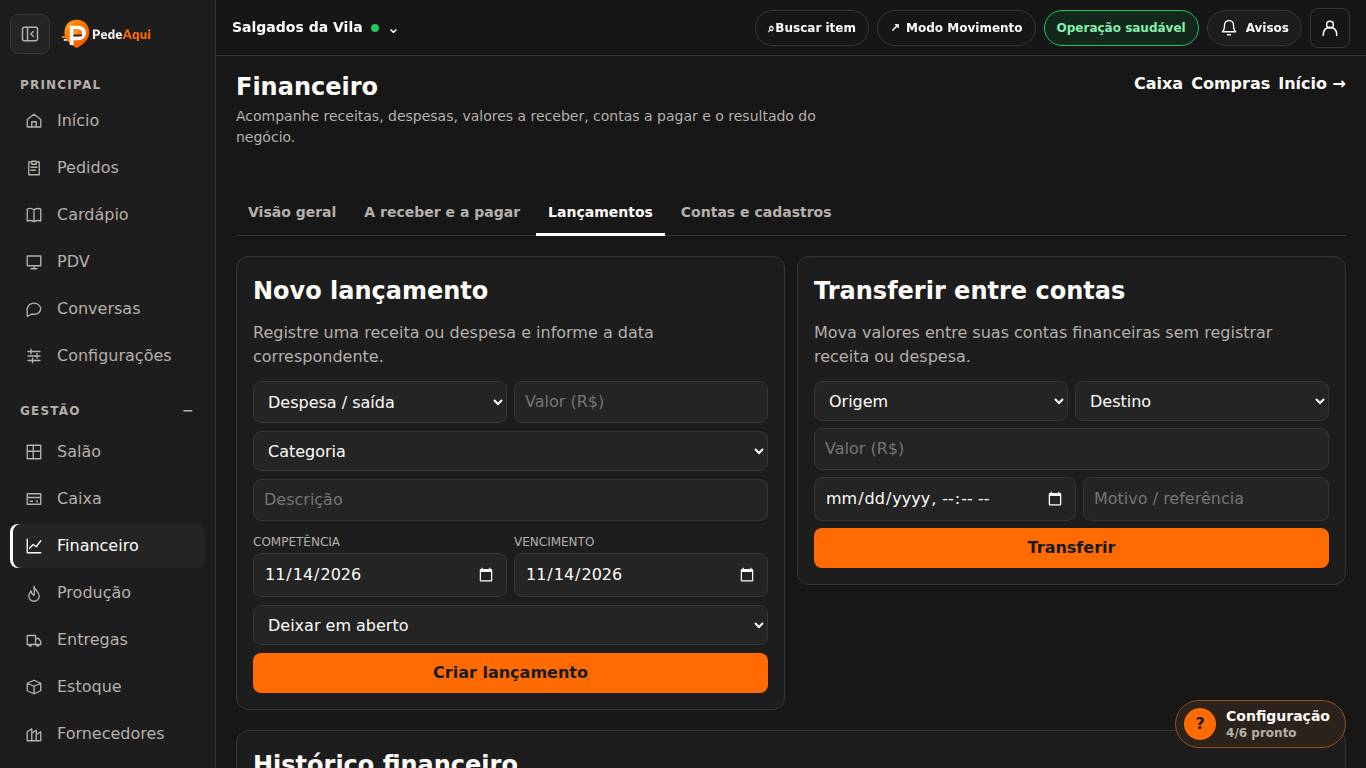 PedeAqui
PRINCIPAL
Início
Pedidos
Cardápio
PDV
Conversas
Configurações
GESTÃO
Salão
Caixa
Financeiro
Produção
Entregas
Estoque
Fornecedores
Salgados da Vila
Buscar item
Modo Movimento
Operação saudável
Avisos
Financeiro
Acompanhe receitas, despesas, valores a receber, contas a pagar e o resultado do
negócio.
Caixa Compras Início →
Visão geral
A receber e a pagar
Lançamentos
Contas e cadastros
Novo lançamento
Registre uma receita ou despesa e informe a data
correspondente.
Despesa / saída
Valor (R$)
Categoria
Descrição
COMPETÊNCIA
VENCIMENTO
11/14/2026
11/14/2026
Deixar em aberto
Criar lançamento
Transferir entre contas
Mova valores entre suas contas financeiras sem registrar
receita ou despesa.
Origem
Destino
Valor (R$)
mm/dd/yyyy, --:-- --
Motivo / referência
Transferir
?
Configuração
4/6 pronto
Histórico financeiro